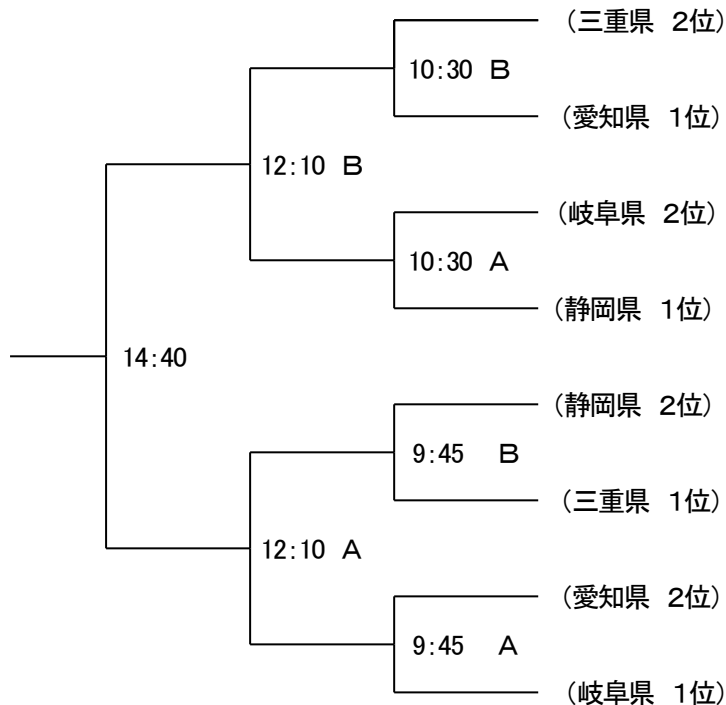 (三重県 2位)
10:30 B
(愛知県 1位)
12:10 B
(岐阜県 2位)
10:30 A
(静岡県 1位)
14:40
(静岡県 2位)
9:45 B
(三重県 1位)
12:10 A
(愛知県 2位)
9:45 A
(岐阜県 1位)